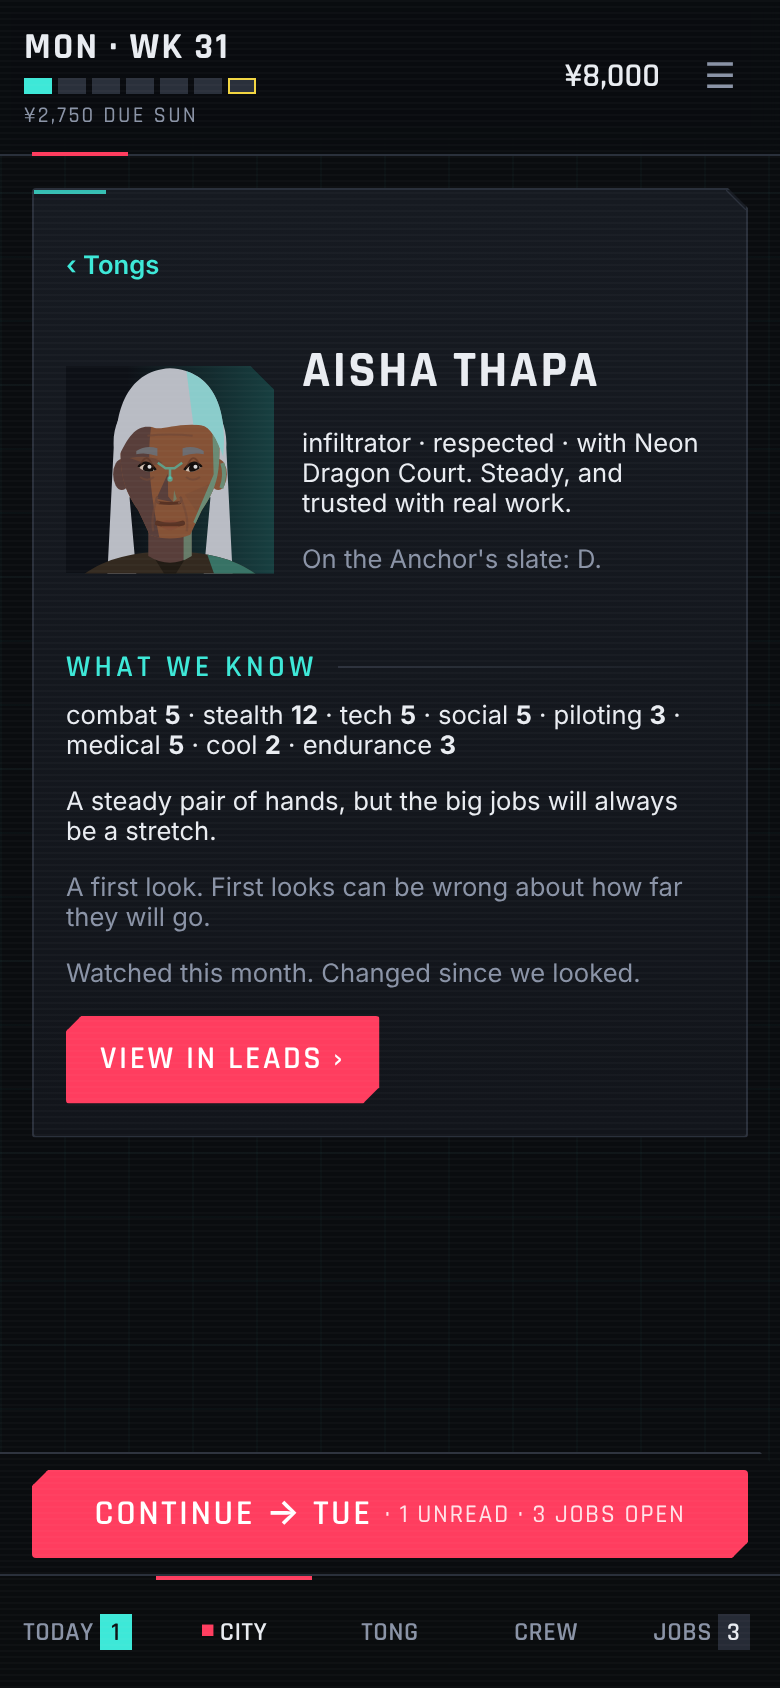 MON · WK 31
¥2,750 DUE SUN
¥8,000
‹ Tongs
AISHA THAPA
infiltrator · respected · with Neon
Dragon Court. Steady, and
trusted with real work.
On the Anchor's slate: D.
WHAT WE KNOW
combat 5 · stealth 12 · tech 5 · social 5 · piloting 3 ·
medical 5 · cool 2 · endurance 3
A steady pair of hands, but the big jobs will always
be a stretch.
A first look. First looks can be wrong about how far
they will go.
Watched this month. Changed since we looked.
VIEW IN LEADS ›
CONTINUE → TUE · 1 UNREAD · 3 JOBS OPEN
TODAY 1 CITY TONG CREW JOBS 3